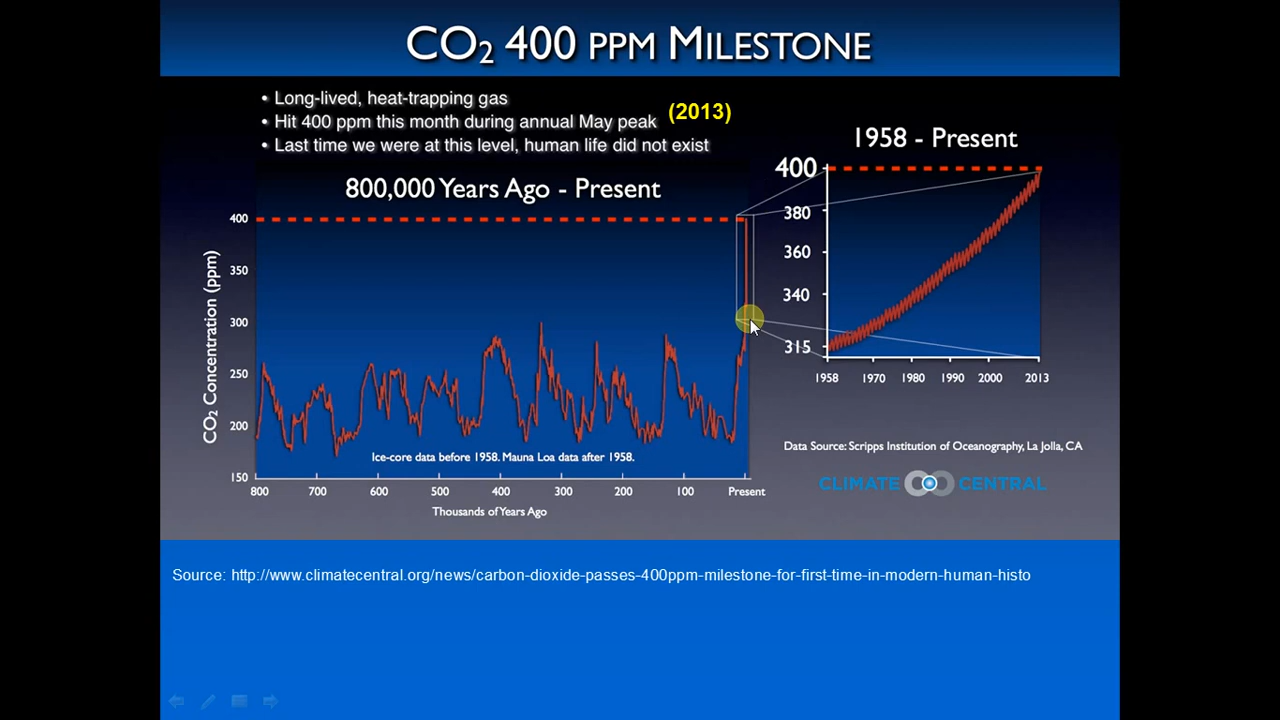 CO₂ 400 PPM MILESTONE
• Long-lived, heat-trapping gas
• Hit 400 ppm this month during annual May peak (2013)
• Last time we were at this level, human life did not exist
800,000 Years Ago - Present
400
350
300
250
200
150
CO₂ Concentration (ppm)
Ice-core data before 1958. Mauna Loa data after 1958.
800 700 600 500 400 300 200 100 Present
Thousands of Years Ago
1958 - Present
400
380
360
340
315
1958 1970 1980 1990 2000 2013
Data Source: Scripps Institution of Oceanography, La Jolla, CA
CLIMATE CENTRAL
Source: http://www.climatecentral.org/news/carbon-dioxide-passes-400ppm-milestone-for-first-time-in-modern-human-histo